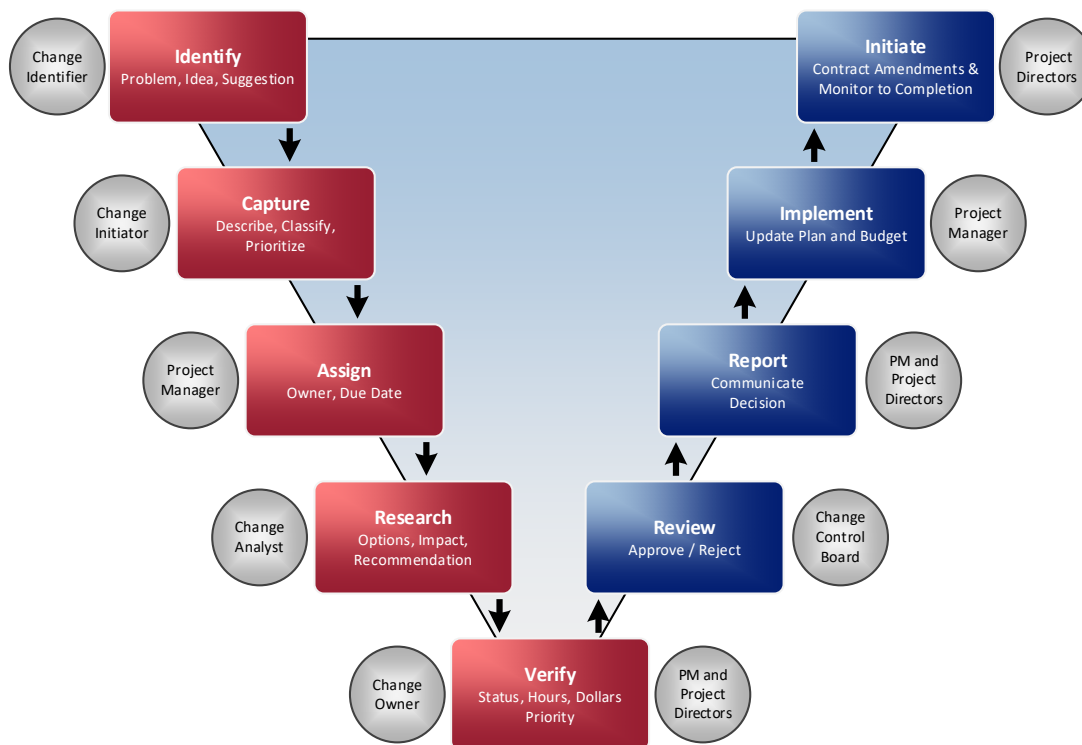 Change
Identifier
Identify
Problem, Idea, Suggestion
Initiate
Contract Amendments &
Monitor to Completion
Project
Directors
Change
Initiator
Capture
Describe, Classify,
Prioritize
Implement
Update Plan and Budget
Project
Manager
Project
Manager
Assign
Owner, Due Date
Report
Communicate
Decision
PM and
Project
Directors
Change
Analyst
Research
Options, Impact,
Recommendation
Review
Approve / Reject
Change
Control
Board
Change
Owner
Verify
Status, Hours, Dollars
Priority
PM and
Project
Directors